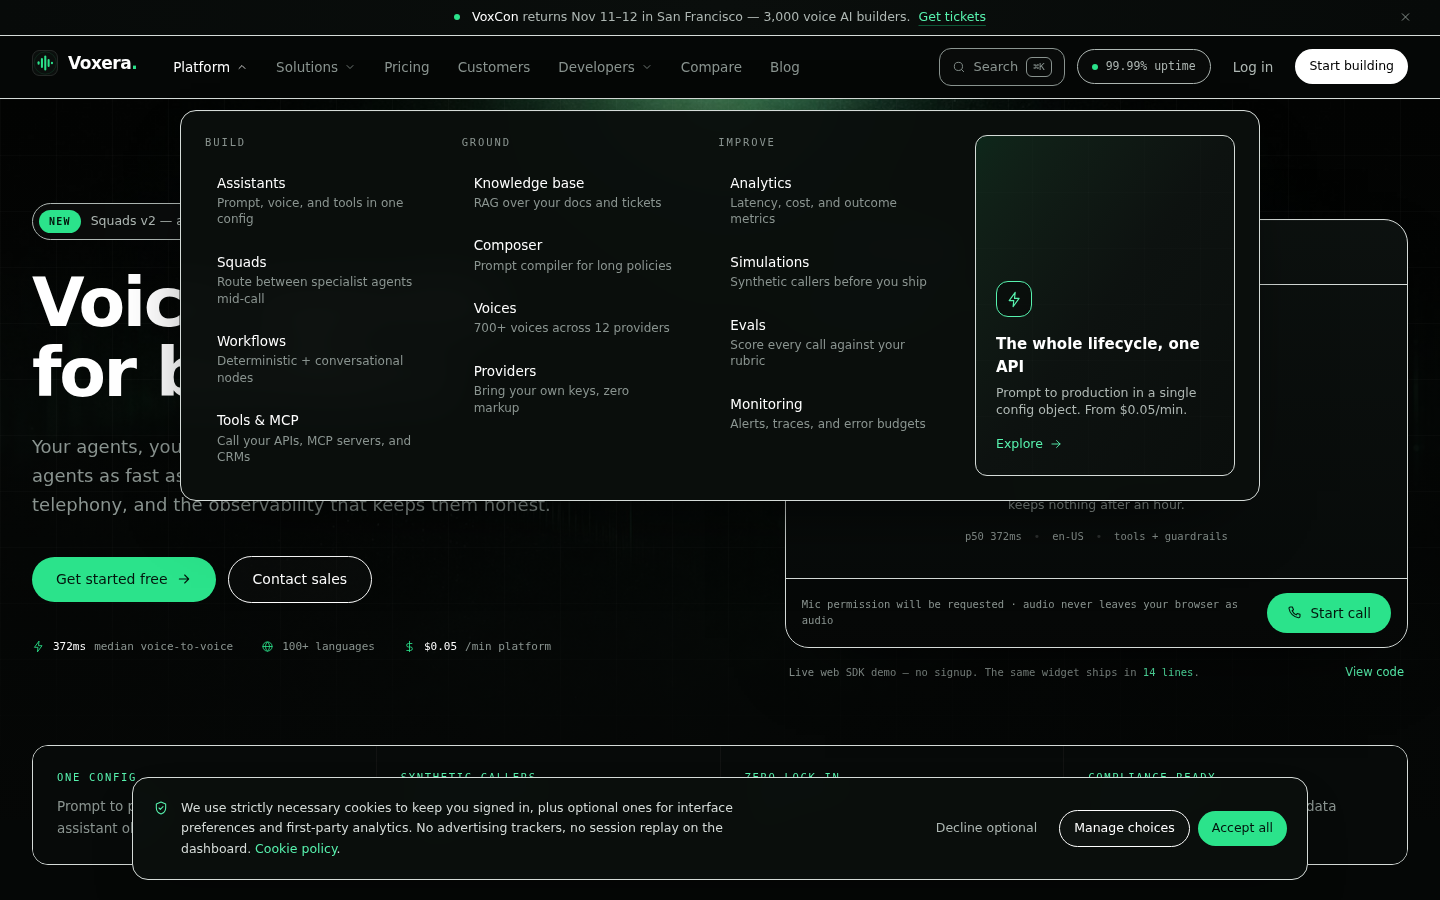 VoxCon returns Nov 11–12 in San Francisco — 3,000 voice AI builders. Get tickets
Voxera.
Platform
Solutions
Pricing
Customers
Developers
Compare
Blog
Search ⌘K
99.99% uptime
Log in
Start building
BUILD
Assistants
Prompt, voice, and tools in one
config
Squads
Route between specialist agents
mid-call
Workflows
Deterministic + conversational
nodes
Tools & MCP
Call your APIs, MCP servers, and
CRMs
GROUND
Knowledge base
RAG over your docs and tickets
Composer
Prompt compiler for long policies
Voices
700+ voices across 12 providers
Providers
Bring your own keys, zero
markup
IMPROVE
Analytics
Latency, cost, and outcome
metrics
Simulations
Synthetic callers before you ship
Evals
Score every call against your
rubric
Monitoring
Alerts, traces, and error budgets
The whole lifecycle, one
API
Prompt to production in a single
config object. From $0.05/min.
Explore
NEW Squads v2 —
Voic
for
Your agents, you
agents as fast as
telephony, and the observability that keeps them honest.
Get started free
Contact sales
372ms median voice-to-voice
100+ languages
$0.05 /min platform
keeps nothing after an hour.
p50 372ms • en-US • tools + guardrails
Mic permission will be requested · audio never leaves your browser as
audio
Start call
Live web SDK demo — no signup. The same widget ships in 14 lines.
View code
ONE CONFIG
Prompt to
assistant
SYNTHETIC CALLERS
ZERO LOCK-IN
COMPLIANCE READY
data
We use strictly necessary cookies to keep you signed in, plus optional ones for interface
preferences and first-party analytics. No advertising trackers, no session replay on the
dashboard. Cookie policy.
Decline optional
Manage choices
Accept all